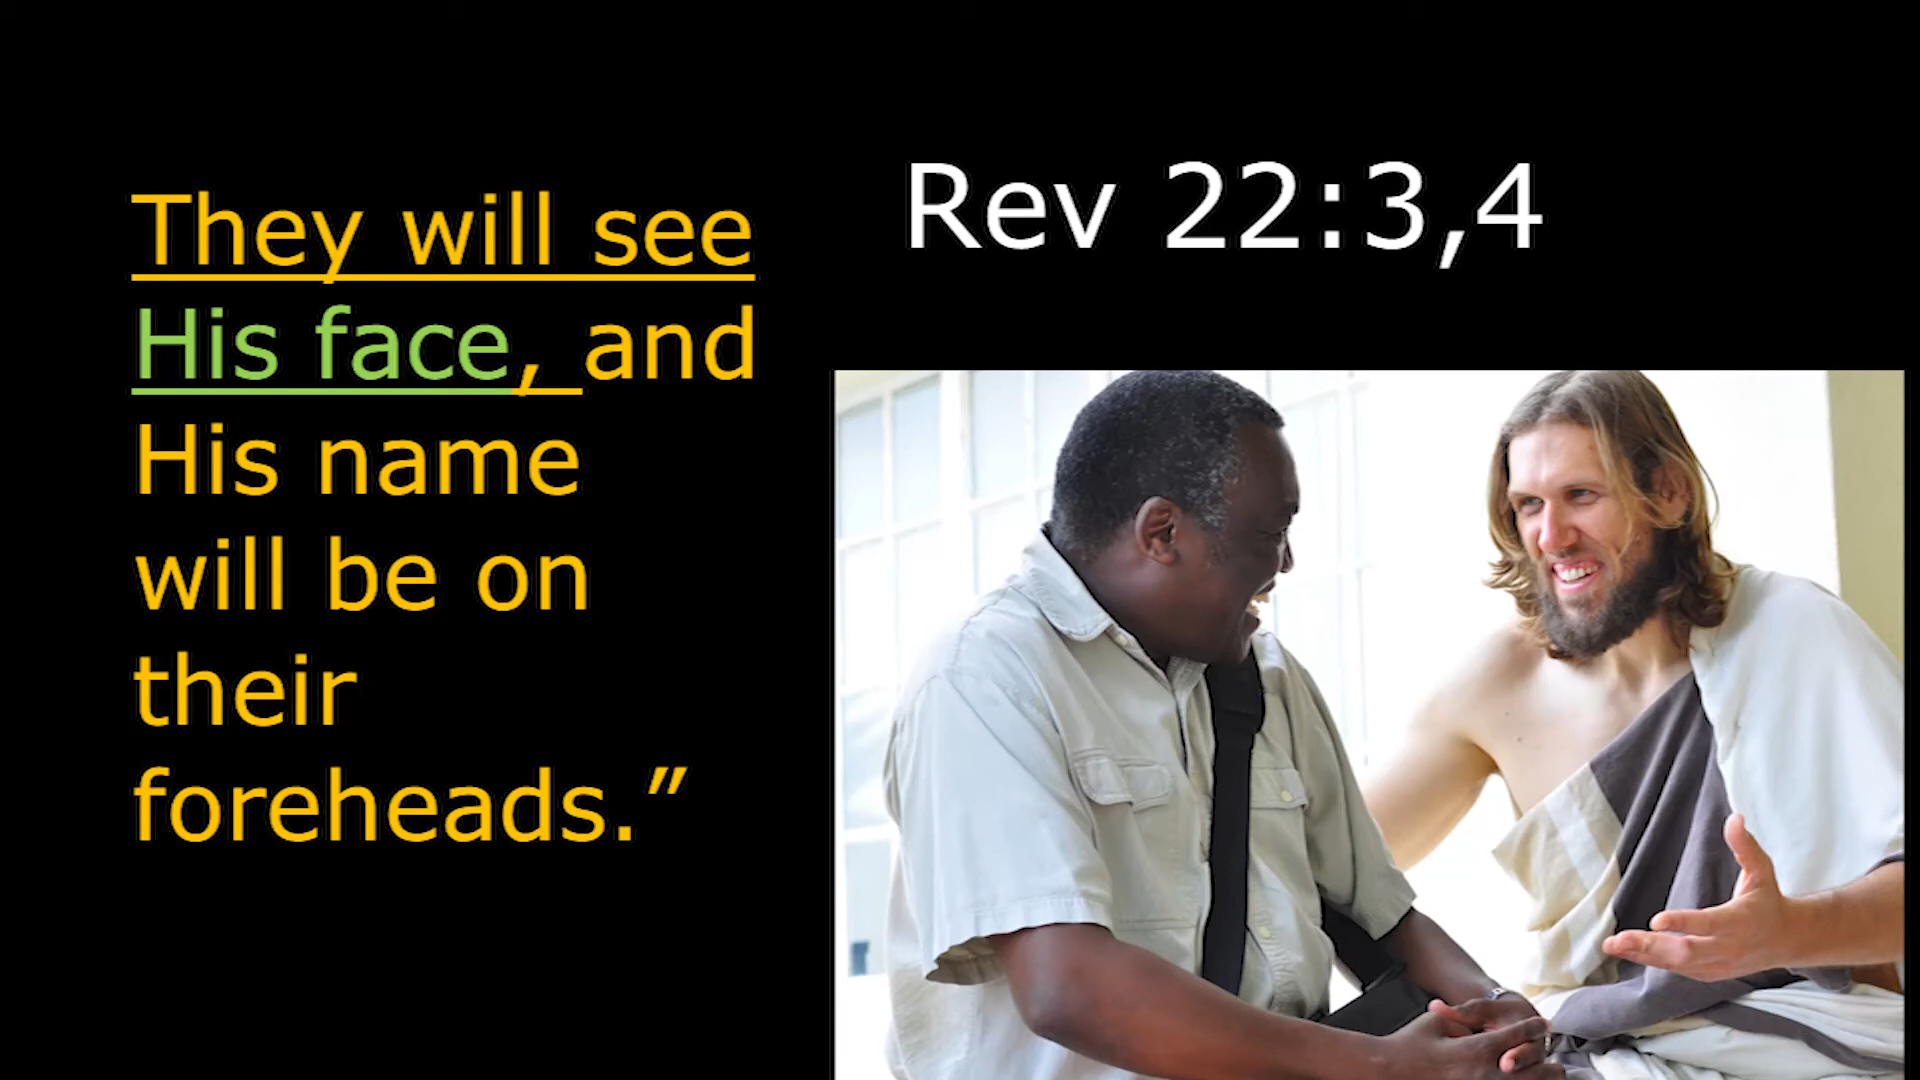 They will see
His face, and
His name
will be on
their
foreheads.”
Rev 22:3,4